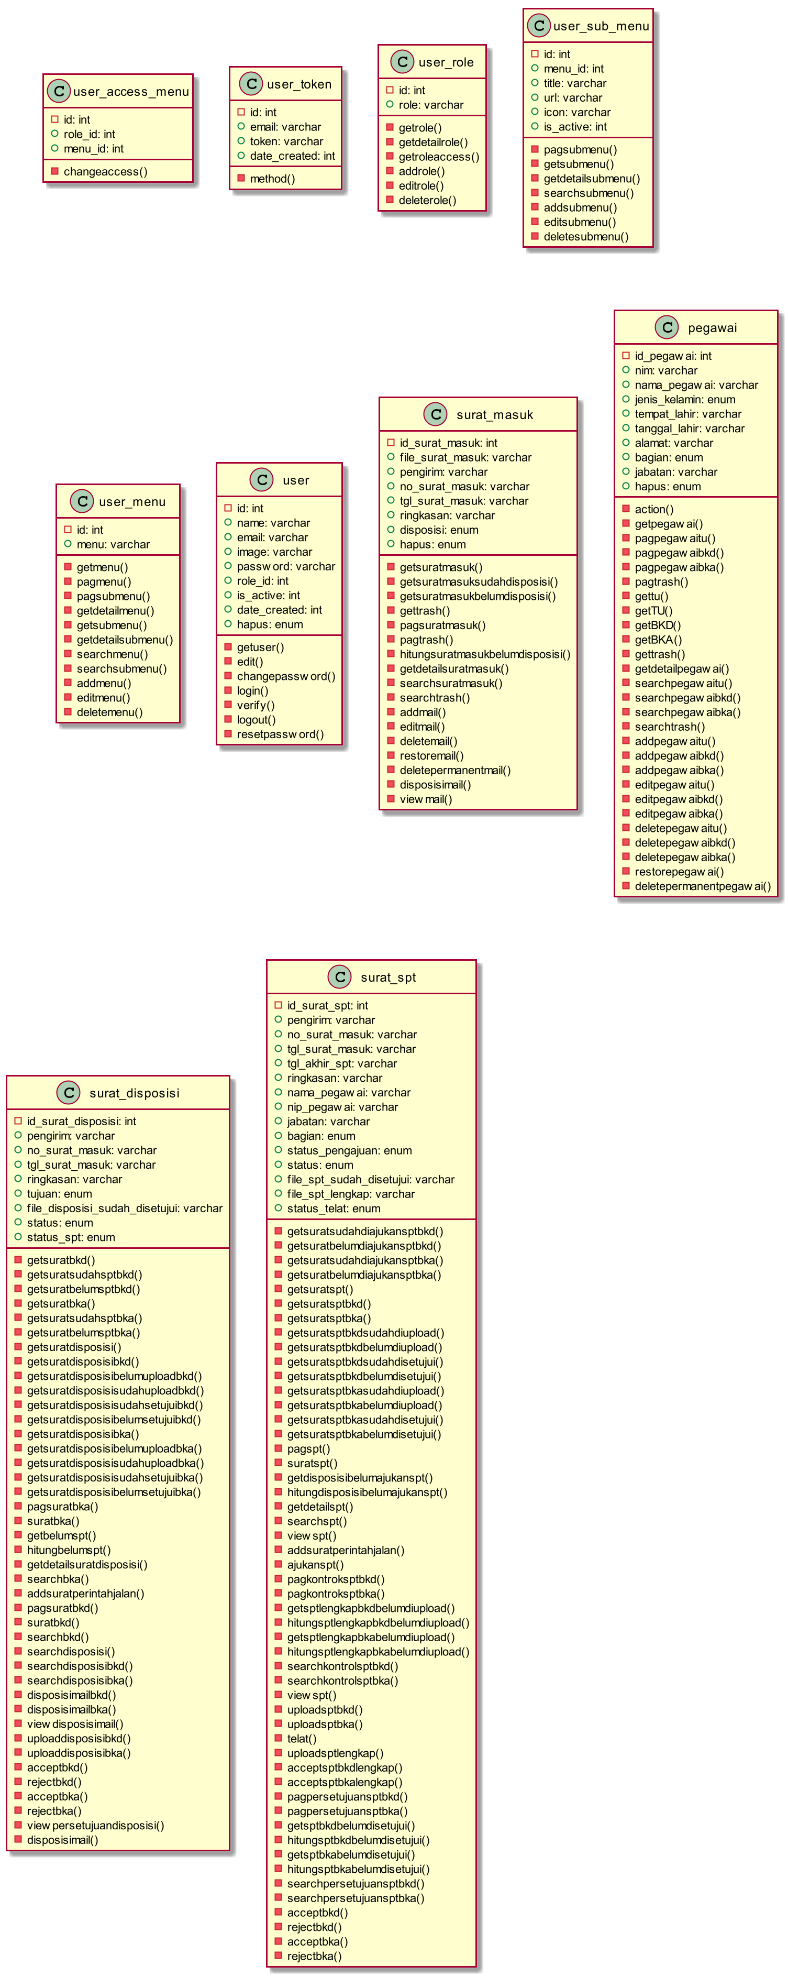 C user_access_menu
id: int
role_id: int
menu_id: int
changeaccess()
C user_token
id: int
email: varchar
token: varchar
date_created: int
method()
C user_role
id: int
role: varchar
getrole()
getdetailrole()
getroleaccess()
addrole()
editrole()
deleterole()
C user_sub_menu
id: int
menu_id: int
title: varchar
url: varchar
icon: varchar
is_active: int
pagsubmenu()
getsubmenu()
getdetailsubmenu()
searchsubmenu()
addsubmenu()
editsubmenu()
deletesubmenu()
C user_menu
id: int
menu: varchar
getmenu()
pagmenu()
pagsubmenu()
getdetailmenu()
getsubmenu()
getdetailsubmenu()
searchmenu()
searchsubmenu()
addmenu()
editmenu()
deletemenu()
C user
id: int
name: varchar
email: varchar
image: varchar
password: varchar
role_id: int
is_active: int
date_created: int
hapus: enum
getuser()
edit()
changepassword()
login()
verify()
logout()
resetpassword()
C surat_masuk
id_surat_masuk: int
file_surat_masuk: varchar
pengirim: varchar
no_surat_masuk: varchar
tgl_surat_masuk: varchar
ringkasan: varchar
disposisi: enum
hapus: enum
getsuratmasuk()
getsuratmasuksudahdisposisi()
getsuratmasukbelumdisposisi()
gettrash()
pagsuratmasuk()
pagtrash()
hitungsuratmasukbelumdisposisi()
getdetailsuratmasuk()
searchsuratmasuk()
searchtrash()
addmail()
editmail()
deletemail()
restoremail()
deletepermanentmail()
disposisimail()
viewmail()
C pegawai
id_pegawai: int
nim: varchar
nama_pegawai: varchar
jenis_kelamin: enum
tempat_lahir: varchar
tanggal_lahir: varchar
alamat: varchar
bagian: enum
jabatan: varchar
hapus: enum
action()
getpegawai()
pagpegawaitu()
pagpegawaibkd()
pagpegawaibka()
pagtrash()
gettu()
getTU()
getBKD()
getBKA()
gettrash()
getdetailpegawai()
searchpegawaitu()
searchpegawaibkd()
searchpegawaibka()
searchtrash()
addpegawaitu()
addpegawaibkd()
addpegawaibka()
editpegawaitu()
editpegawaibkd()
editpegawaibka()
deletepegawaitu()
deletepegawaibkd()
deletepegawaibka()
restorepegawai()
deletepermanentpegawai()
C surat_disposisi
id_surat_disposisi: int
pengirim: varchar
no_surat_masuk: varchar
tgl_surat_masuk: varchar
ringkasan: varchar
tujuan: enum
file_disposisi_sudah_disetujui: varchar
status: enum
status_spt: enum
getsuratbkd()
getsuratsudahsptbkd()
getsuratbelumsptbkd()
getsuratbka()
getsuratsudahsptbka()
getsuratbelumsptbka()
getsuratdisposisi()
getsuratdisposisibkd()
getsuratdisposisibelumuploadbkd()
getsuratdisposisisudahuploadbkd()
getsuratdisposisisudahsetujuibkd()
getsuratdisposisibelumsetujuibkd()
getsuratdisposisibka()
getsuratdisposisibelumuploadbka()
getsuratdisposisisudahuploadbka()
getsuratdisposisisudahsetujuibka()
getsuratdisposisibelumsetujuibka()
pagsuratbka()
suratbka()
getbelumspt()
hitungbelumspt()
getdetailsuratdisposisi()
searchbka()
addsuratperintahjalan()
pagsuratbkd()
suratbkd()
searchbkd()
searchdisposisi()
searchdisposisibkd()
searchdisposisibka()
disposisimailbkd()
disposisimailbka()
viewdisposisimail()
uploaddisposisibkd()
uploaddisposisibka()
acceptbkd()
rejectbkd()
acceptbka()
rejectbka()
viewpersetujuandisposisi()
disposisimail()
C surat_spt
id_surat_spt: int
pengirim: varchar
no_surat_masuk: varchar
tgl_surat_masuk: varchar
tgl_akhir_spt: varchar
ringkasan: varchar
nama_pegawai: varchar
nip_pegawai: varchar
jabatan: varchar
bagian: enum
status_pengajuan: enum
status: enum
file_spt_sudah_disetujui: varchar
file_spt_lengkap: varchar
status_telat: enum
getsuratsudahdiajukansptbkd()
getsuratbelumdiajukansptbkd()
getsuratsudahdiajukansptbka()
getsuratbelumdiajukansptbka()
getsuratspt()
getsuratsptbkd()
getsuratsptbka()
getsuratsptbkdsudahdiupload()
getsuratsptbkdbelumdiupload()
getsuratsptbkdsudahdisetujui()
getsuratsptbkdbelumdisetujui()
getsuratsptbkasudahdiupload()
getsuratsptbkabelumdiupload()
getsuratsptbkasudahdisetujui()
getsuratsptbkabelumdisetujui()
pagspt()
suratspt()
getdisposisibelumajukanspt()
hitungdisposisibelumajukanspt()
getdetailspt()
searchspt()
viewspt()
addsuratperintahjalan()
ajukanspt()
pagkontroksptbkd()
pagkontroksptbka()
getsptlengkapbkdbelumdiupload()
hitungsptlengkapbkdbelumdiupload()
getsptlengkapbkabelumdiupload()
hitungsptlengkapbkabelumdiupload()
searchkontrolsptbkd()
searchkontrolsptbka()
viewspt()
uploadsptbkd()
uploadsptbka()
telat()
uploadsptlengkap()
acceptsptbkdlengkap()
acceptsptbkalengkap()
pagpersetujuansptbkd()
pagpersetujuansptbka()
getsptbkdbelumdisetujui()
hitungsptbkdbelumdisetujui()
getsptbkabelumdisetujui()
hitungsptbkabelumdisetujui()
searchpersetujuansptbkd()
searchpersetujuansptbka()
acceptbkd()
rejectbkd()
acceptbka()
rejectbka()